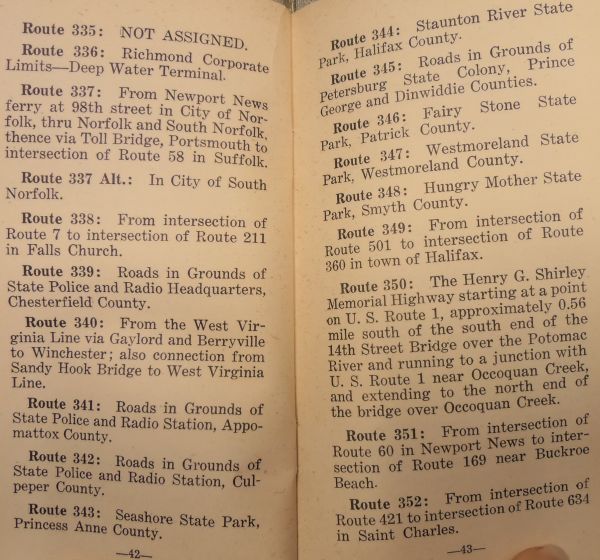 Route 335: NOT ASSIGNED.
Route 336: Richmond Corporate
Limits—Deep Water Terminal.
Route 337: From Newport News
ferry at 98th street in City of Nor-
folk, thru Norfolk and South Norfolk,
thence via Toll Bridge, Portsmouth to
intersection of Route 58 in Suffolk.
Route 337 Alt.: In City of South
Norfolk.
Route 338: From intersection of
Route 7 to intersection of Route 211
in Falls Church.
Route 339: Roads in Grounds of
State Police and Radio Headquarters,
Chesterfield County.
Route 340: From the West Vir-
ginia Line via Gaylord and Berryville
to Winchester; also connection from
Sandy Hook Bridge to West Virginia
Line.
Route 341: Roads in Grounds of
State Police and Radio Station, Appo-
mattox County.
Route 342: Roads in Grounds of
State Police and Radio Station, Cul-
peper County.
Route 343: Seashore State Park,
Princess Anne County.
—42—
Route 344: Staunton River State
Park, Halifax County.
Route 345: Roads in Grounds of
Petersburg State Colony, Prince
George and Dinwiddie Counties.
Route 346: Fairy Stone State
Park, Patrick County.
Route 347: Westmoreland State
Park, Westmoreland County.
Route 348: Hungry Mother State
Park, Smyth County.
Route 349: From intersection of
Route 501 to intersection of Route
360 in town of Halifax.
Route 350: The Henry G. Shirley
Memorial Highway starting at a point
on U. S. Route 1, approximately 0.56
mile south of the south end of the
14th Street Bridge over the Potomac
River and running to a junction with
U. S. Route 1 near Occoquan Creek,
and extending to the north end of
the bridge over Occoquan Creek.
Route 351: From intersection of
Route 60 in Newport News to inter-
section of Route 169 near Buckroe
Beach.
Route 352: From intersection of
Route 421 to intersection of Route 634
in Saint Charles.
—43—